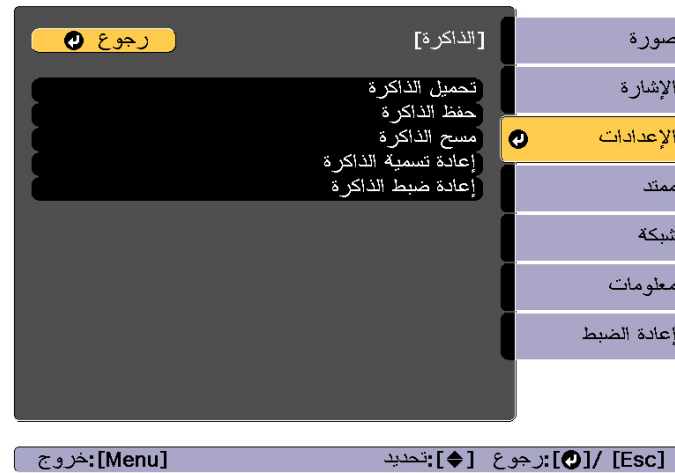 [الذاكرة]
رجوع
تحميل الذاكرة
حفظ الذاكرة
مسح الذاكرة
إعادة تسمية الذاكرة
إعادة ضبط الذاكرة
صورة
الإشارة
الإعدادات
ممتد
شبكة
معلومات
إعادة الضبط
[Esc] /[⏎]:رجوع [◆]:تحديد [Menu]:خروج